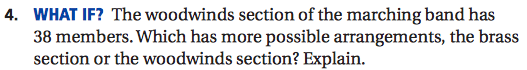 4. WHAT IF? The woodwinds section of the marching band has
38 members. Which has more possible arrangements, the brass
section or the woodwinds section? Explain.